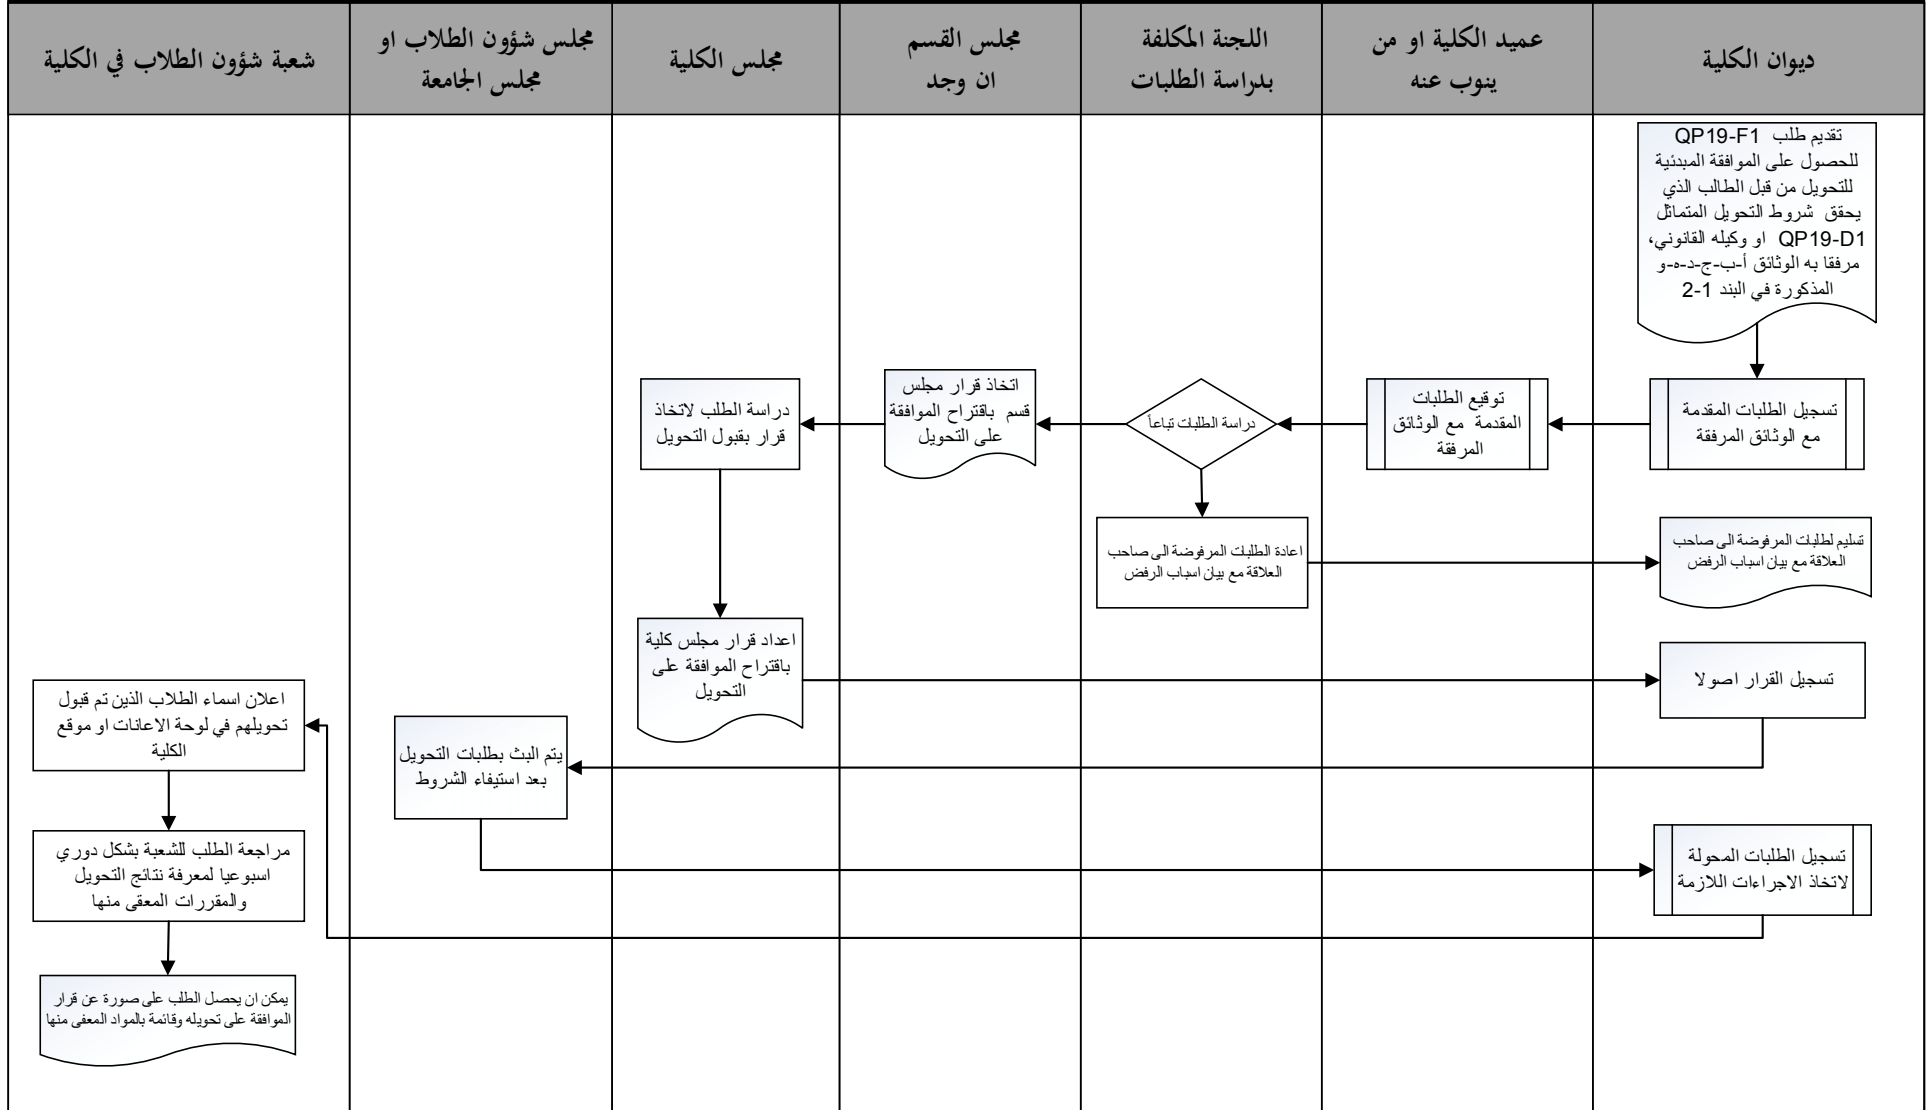 ديوان الكلية
عميد الكلية او من
ينوب عنه
اللجنة المكلفة
بدراسة الطلبات
مجلس القسم
ان وجد
مجلس الكلية
مجلس شؤون الطلاب او
مجلس الجامعة
شعبة شؤون الطلاب في الكلية
تقديم طلب QP19-F1
للحصول على الموافقة المبدئية
للتحويل من قبل الطالب الذي
يحقق شروط التحويل المتماثل
QP19-D1 او وكيله القانوني،
مرفقا به الوثائق أ-ب-ج-د-ه-و
المذكورة في البند 1-2
تسجيل الطلبات المقدمة
مع الوثائق المرفقة
توقيع الطلبات
المقدمة مع الوثائق
المرفقة
دراسة الطلبات تباعاً
اتخاذ قرار مجلس
قسم باقتراح الموافقة
على التحويل
دراسة الطلب لاتخاذ
قرار بقبول التحويل
اعادة الطلبات المرفوضة الى صاحب
العلاقة مع بيان اسباب الرفض
تسليم لطلبات المرفوضة الى صاحب
العلاقة مع بيان اسباب الرفض
اعداد قرار مجلس كلية
باقتراح الموافقة على
التحويل
تسجيل القرار اصولا
يتم البث بطلبات التحويل
بعد استيفاء الشروط
تسجيل الطلبات المحولة
لاتخاذ الاجراءات اللازمة
اعلان اسماء الطلاب الذين تم قبول
تحويلهم في لوحة الاعانات او موقع
الكلية
مراجعة الطلب للشعبة بشكل دوري
اسبوعيا لمعرفة نتائج التحويل
والمقررات المعقى منها
يمكن ان يحصل الطلب على صورة عن قرار
الموافقة على تحويله وقائمة بالمواد المعفى منها